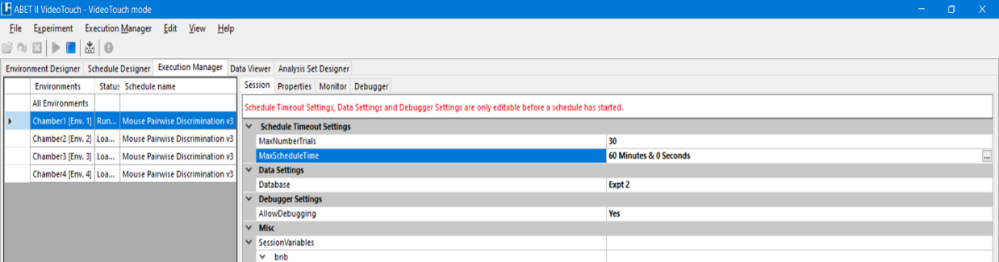 ABET II VideoTouch - VideoTouch mode
File Experiment Execution Manager Edit View Help
Environment Designer Schedule Designer Execution Manager Data Viewer Analysis Set Designer
Environments Status Schedule name
All Environments
Chamber1 [Env. 1] Run... Mouse Pairwise Discrimination v3
Chamber2 [Env. 2] Loa... Mouse Pairwise Discrimination v3
Chamber3 [Env. 3] Loa... Mouse Pairwise Discrimination v3
Chamber4 [Env. 4] Loa... Mouse Pairwise Discrimination v3
Session Properties Monitor Debugger
Schedule Timeout Settings, Data Settings and Debugger Settings are only editable before a schedule has started.
Schedule Timeout Settings
MaxNumberTrials 30
MaxScheduleTime 60 Minutes & 0 Seconds ...
Data Settings
Database Expt 2
Debugger Settings
AllowDebugging Yes
Misc
SessionVariables
bnb